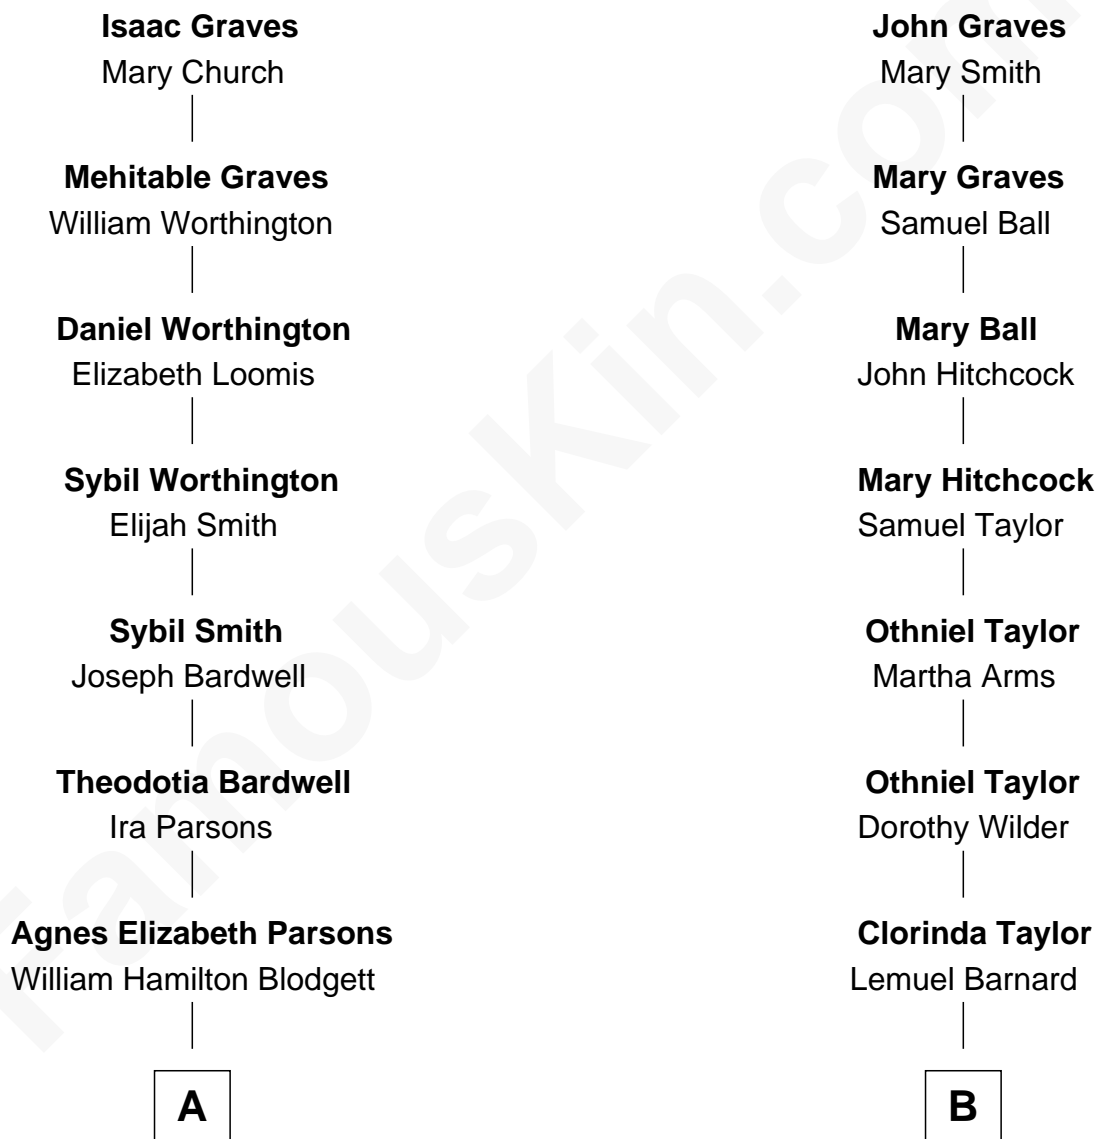 Isaac Graves
Mary Church
Mehitable Graves
William Worthington
Daniel Worthington
Elizabeth Loomis
Sybil Worthington
Elijah Smith
Sybil Smith
Joseph Bardwell
Theodotia Bardwell
Ira Parsons
Agnes Elizabeth Parsons
William Hamilton Blodgett
A
John Graves
Mary Smith
Mary Graves
Samuel Ball
Mary Ball
John Hitchcock
Mary Hitchcock
Samuel Taylor
Othniel Taylor
Martha Arms
Othniel Taylor
Dorothy Wilder
Clorinda Taylor
Lemuel Barnard
B
FamousKin.com